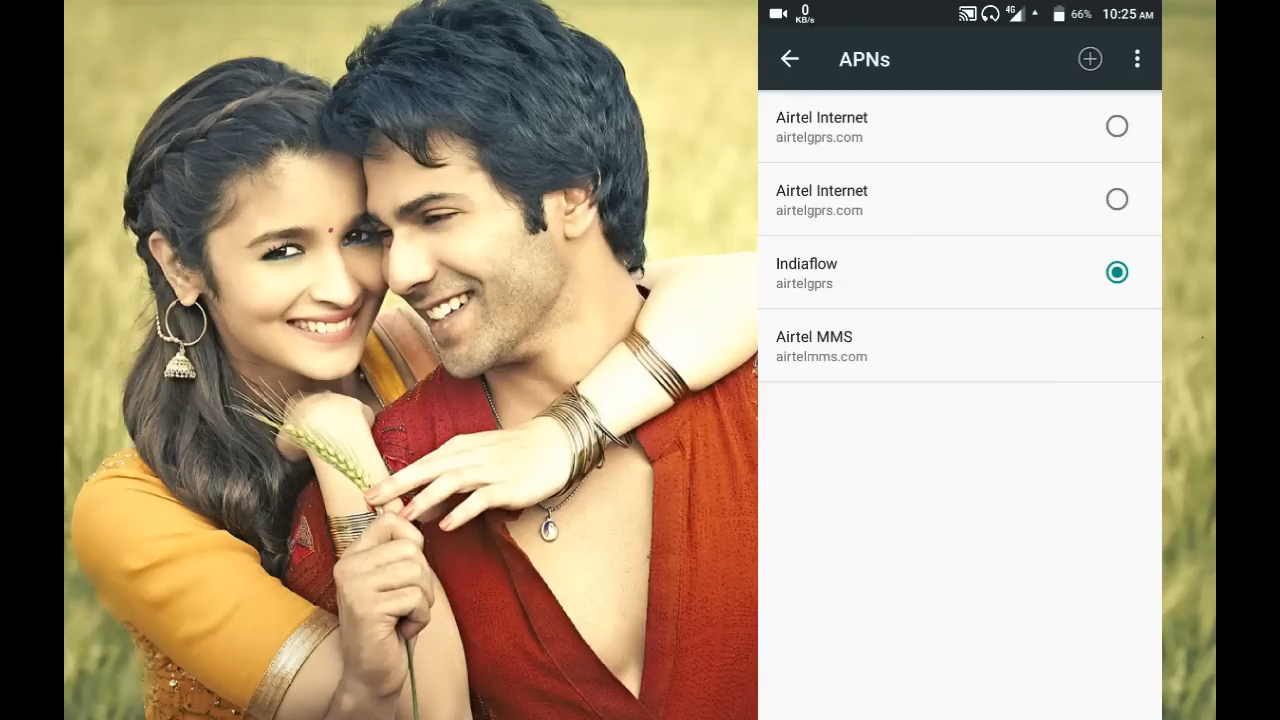 0
KB/s
4G
66%
10:25 AM
APNs
Airtel Internet
airtelgprs.com
Airtel Internet
airtelgprs.com
Indiaflow
airtelgprs
Airtel MMS
airtelmms.com